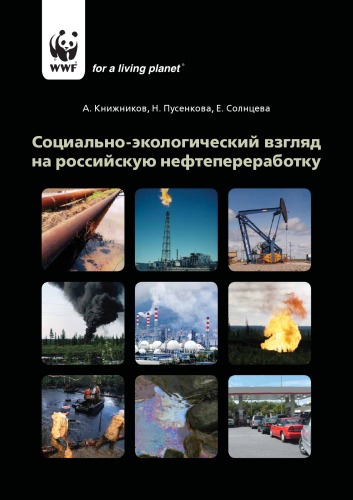 WWF
for a living planet®
А. Книжников, Н. Пусенкова, Е. Солнцева
Социально-экологический взгляд
на российскую нефтепереработку